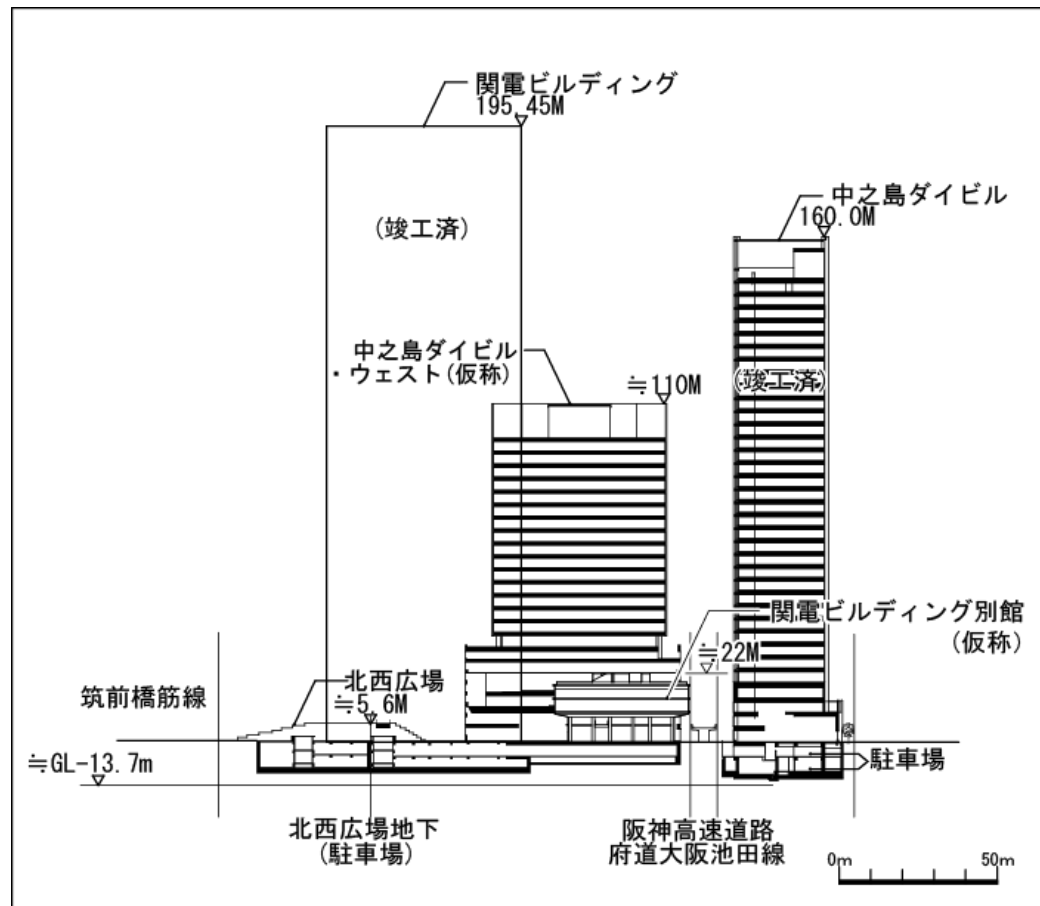 関電ビルディング
195.45M
(竣工済)
中之島ダイビル
160.0M
中之島ダイビル
・ウェスト(仮称)
≒110M
(竣工済)
関電ビルディング別館
(仮称)
≒22M
北西広場
≒5.6M
筑前橋筋線
≒GL-13.7m
駐車場
北西広場地下
(駐車場)
阪神高速道路
府道大阪池田線
0m
50m